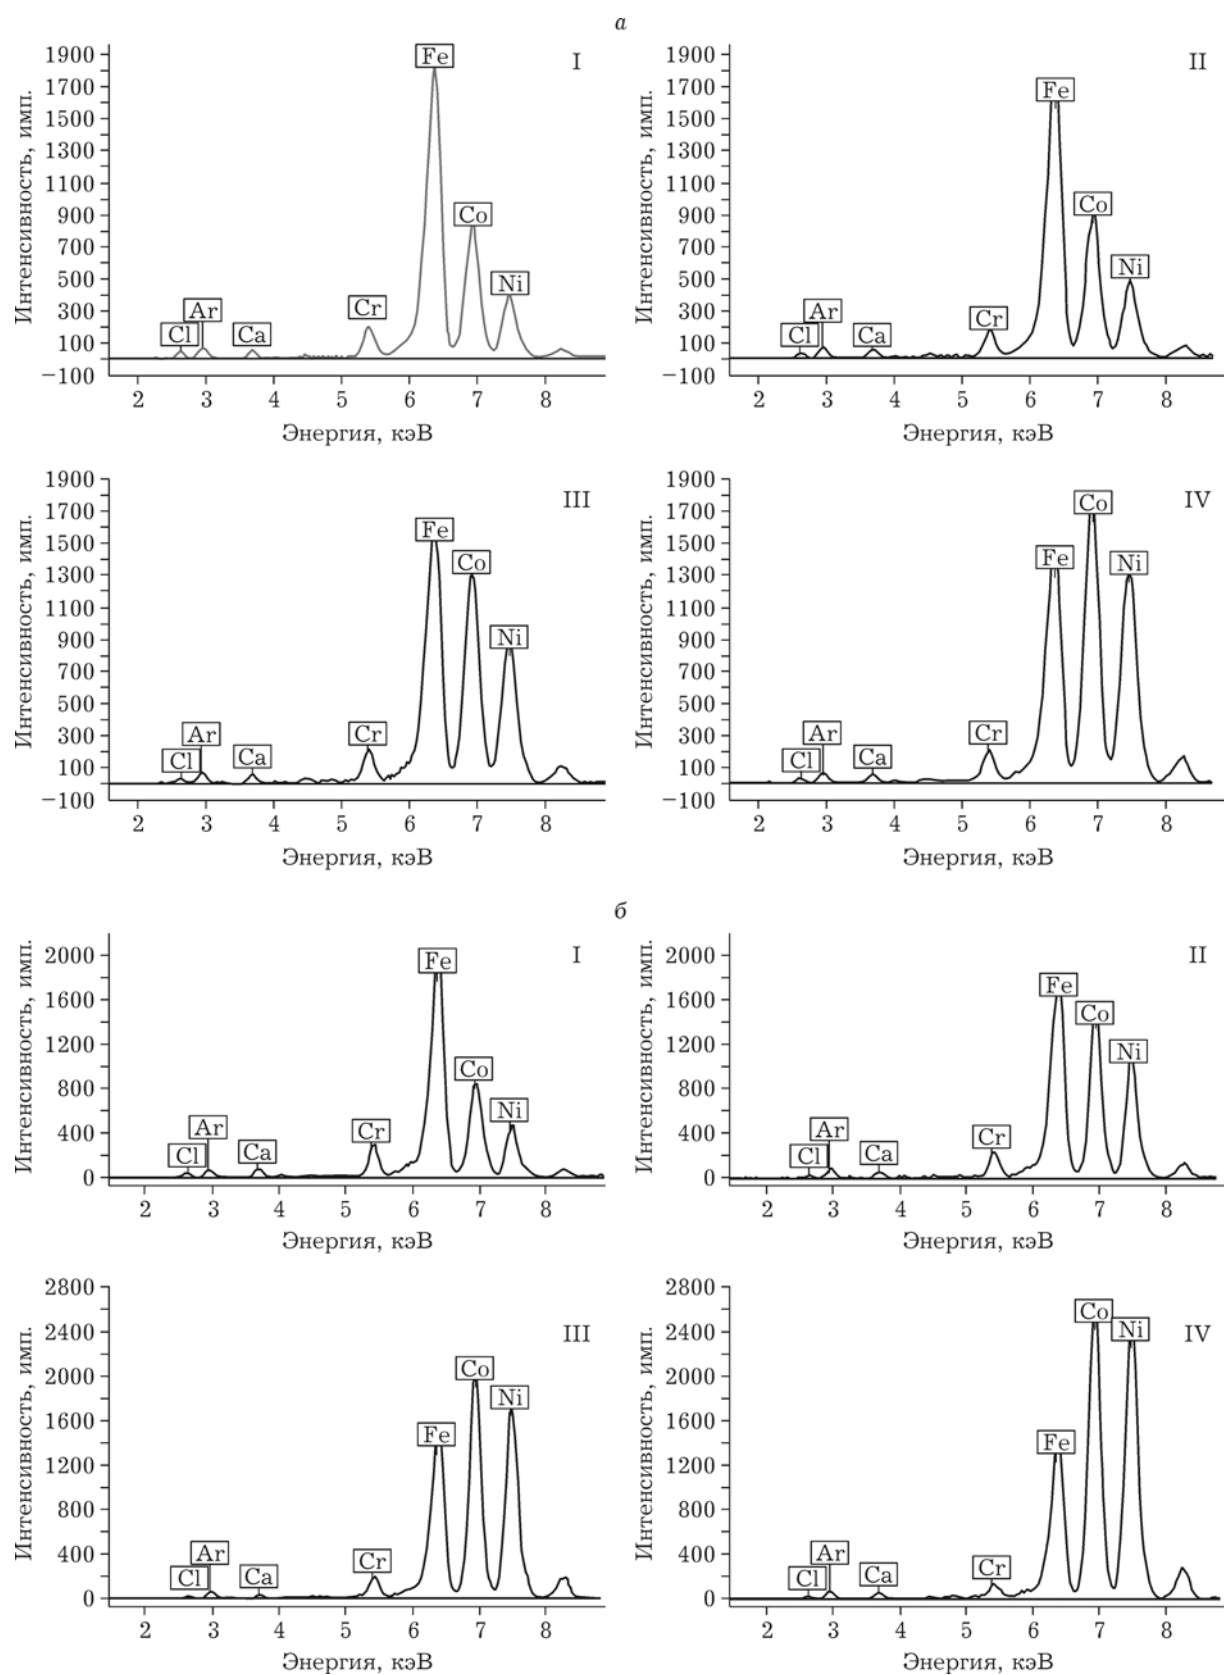 а
I
Интенсивность, имп.
1900
1700
1500
1300
1100
900
700
500
300
100
−100
Fe
Co
Ni
Cr
Ar
Cl
Ca
2 3 4 5 6 7 8
Энергия, кэВ
II
Интенсивность, имп.
1900
1700
1500
1300
1100
900
700
500
300
100
−100
Fe
Co
Ni
Cr
Ar
Cl
Ca
2 3 4 5 6 7 8
Энергия, кэВ
III
Интенсивность, имп.
1900
1700
1500
1300
1100
900
700
500
300
100
−100
Fe
Co
Ni
Cr
Ar
Cl
Ca
2 3 4 5 6 7 8
Энергия, кэВ
IV
Интенсивность, имп.
1900
1700
1500
1300
1100
900
700
500
300
100
−100
Co
Fe
Ni
Cr
Ar
Cl
Ca
2 3 4 5 6 7 8
Энергия, кэВ
б
I
Интенсивность, имп.
2000
1600
1200
800
400
0
Fe
Co
Ni
Cr
Ar
Cl
Ca
2 3 4 5 6 7 8
Энергия, кэВ
II
Интенсивность, имп.
2000
1600
1200
800
400
0
Fe
Co
Ni
Cr
Ar
Cl
Ca
2 3 4 5 6 7 8
Энергия, кэВ
III
Интенсивность, имп.
2800
2400
2000
1600
1200
800
400
0
Co
Ni
Fe
Cr
Ar
Cl
Ca
2 3 4 5 6 7 8
Энергия, кэВ
IV
Интенсивность, имп.
2800
2400
2000
1600
1200
800
400
0
Co
Ni
Fe
Cr
Ar
Cl
Ca
2 3 4 5 6 7 8
Энергия, кэВ